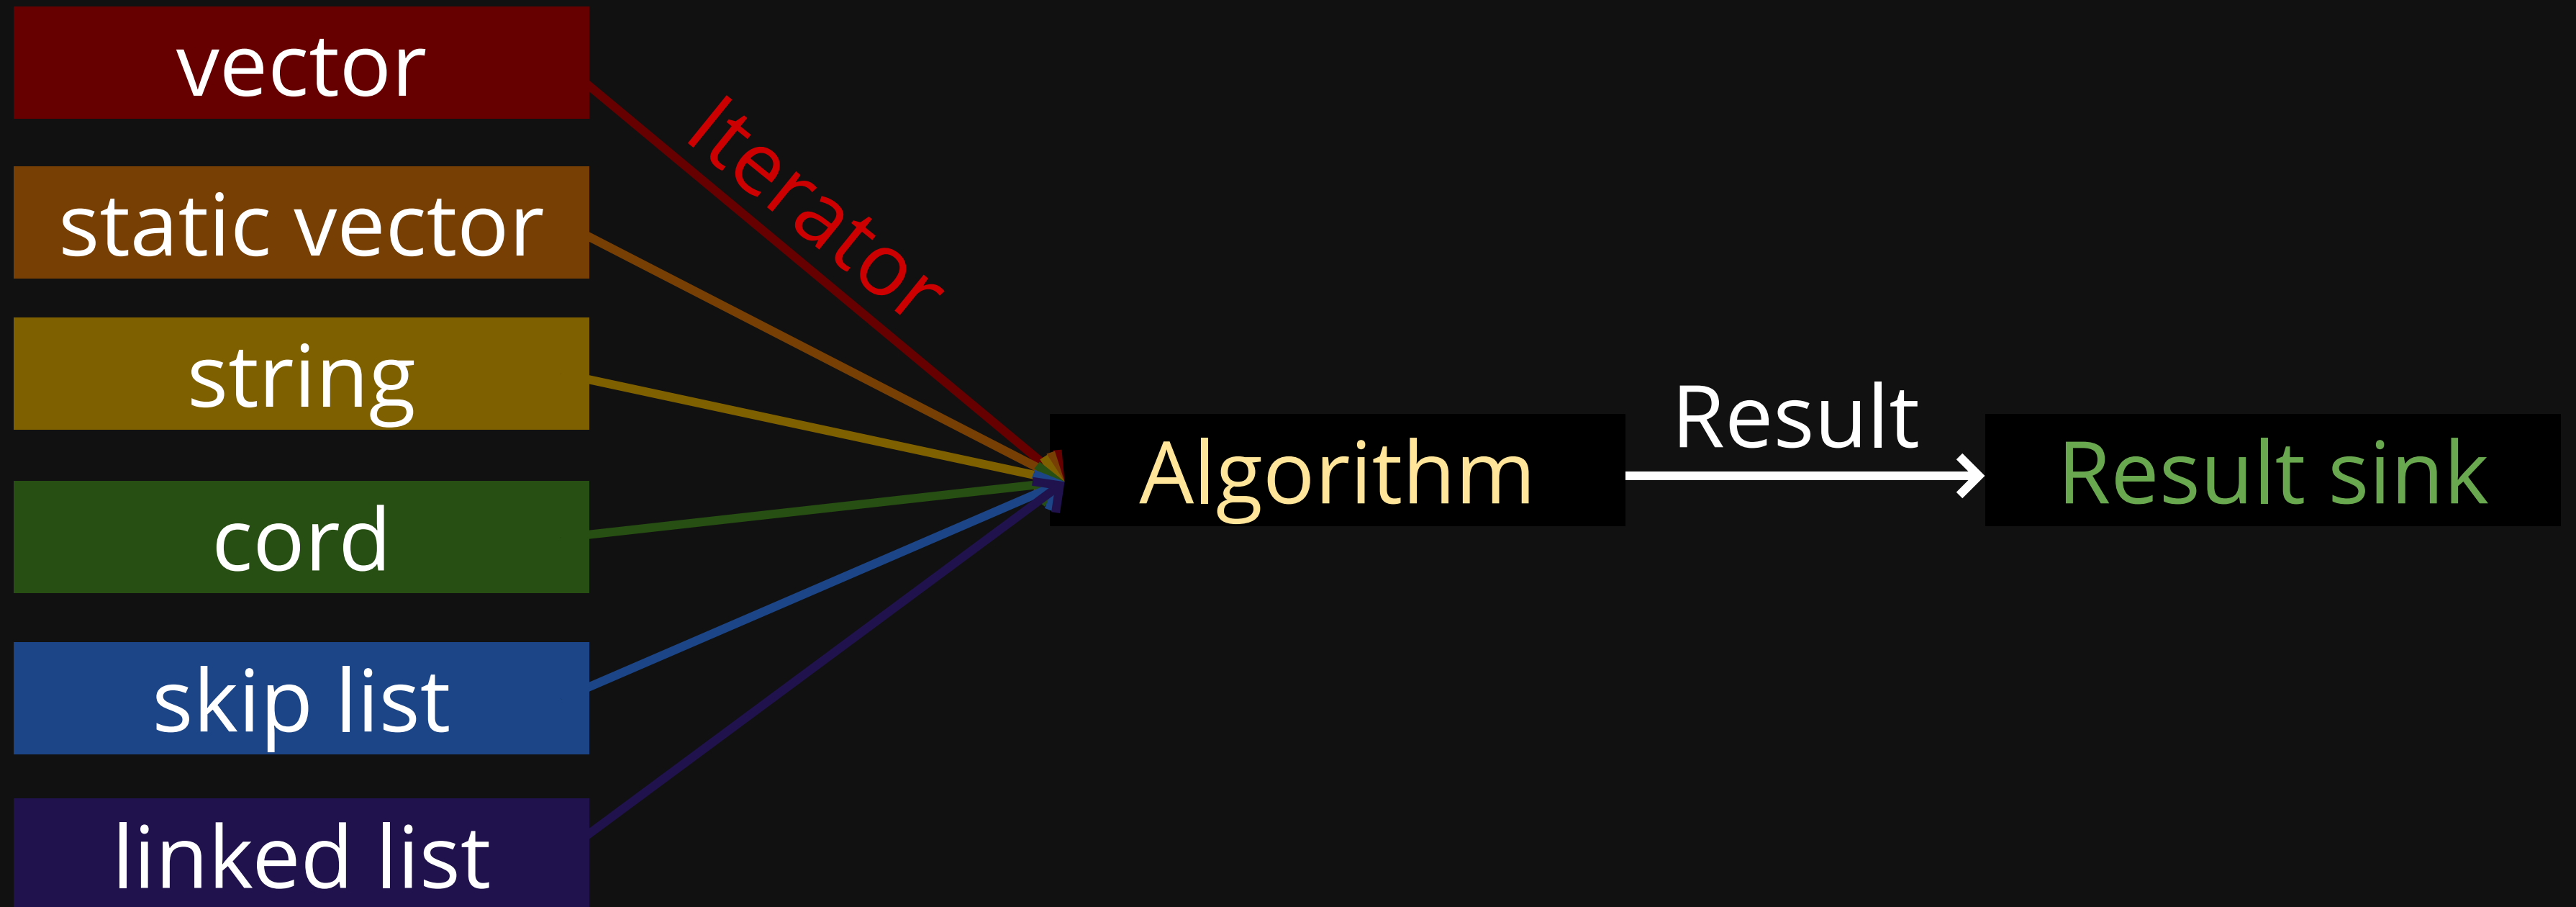 vector
static vector
string
cord
skip list
linked list
Iterator
Algorithm
Result
Result sink